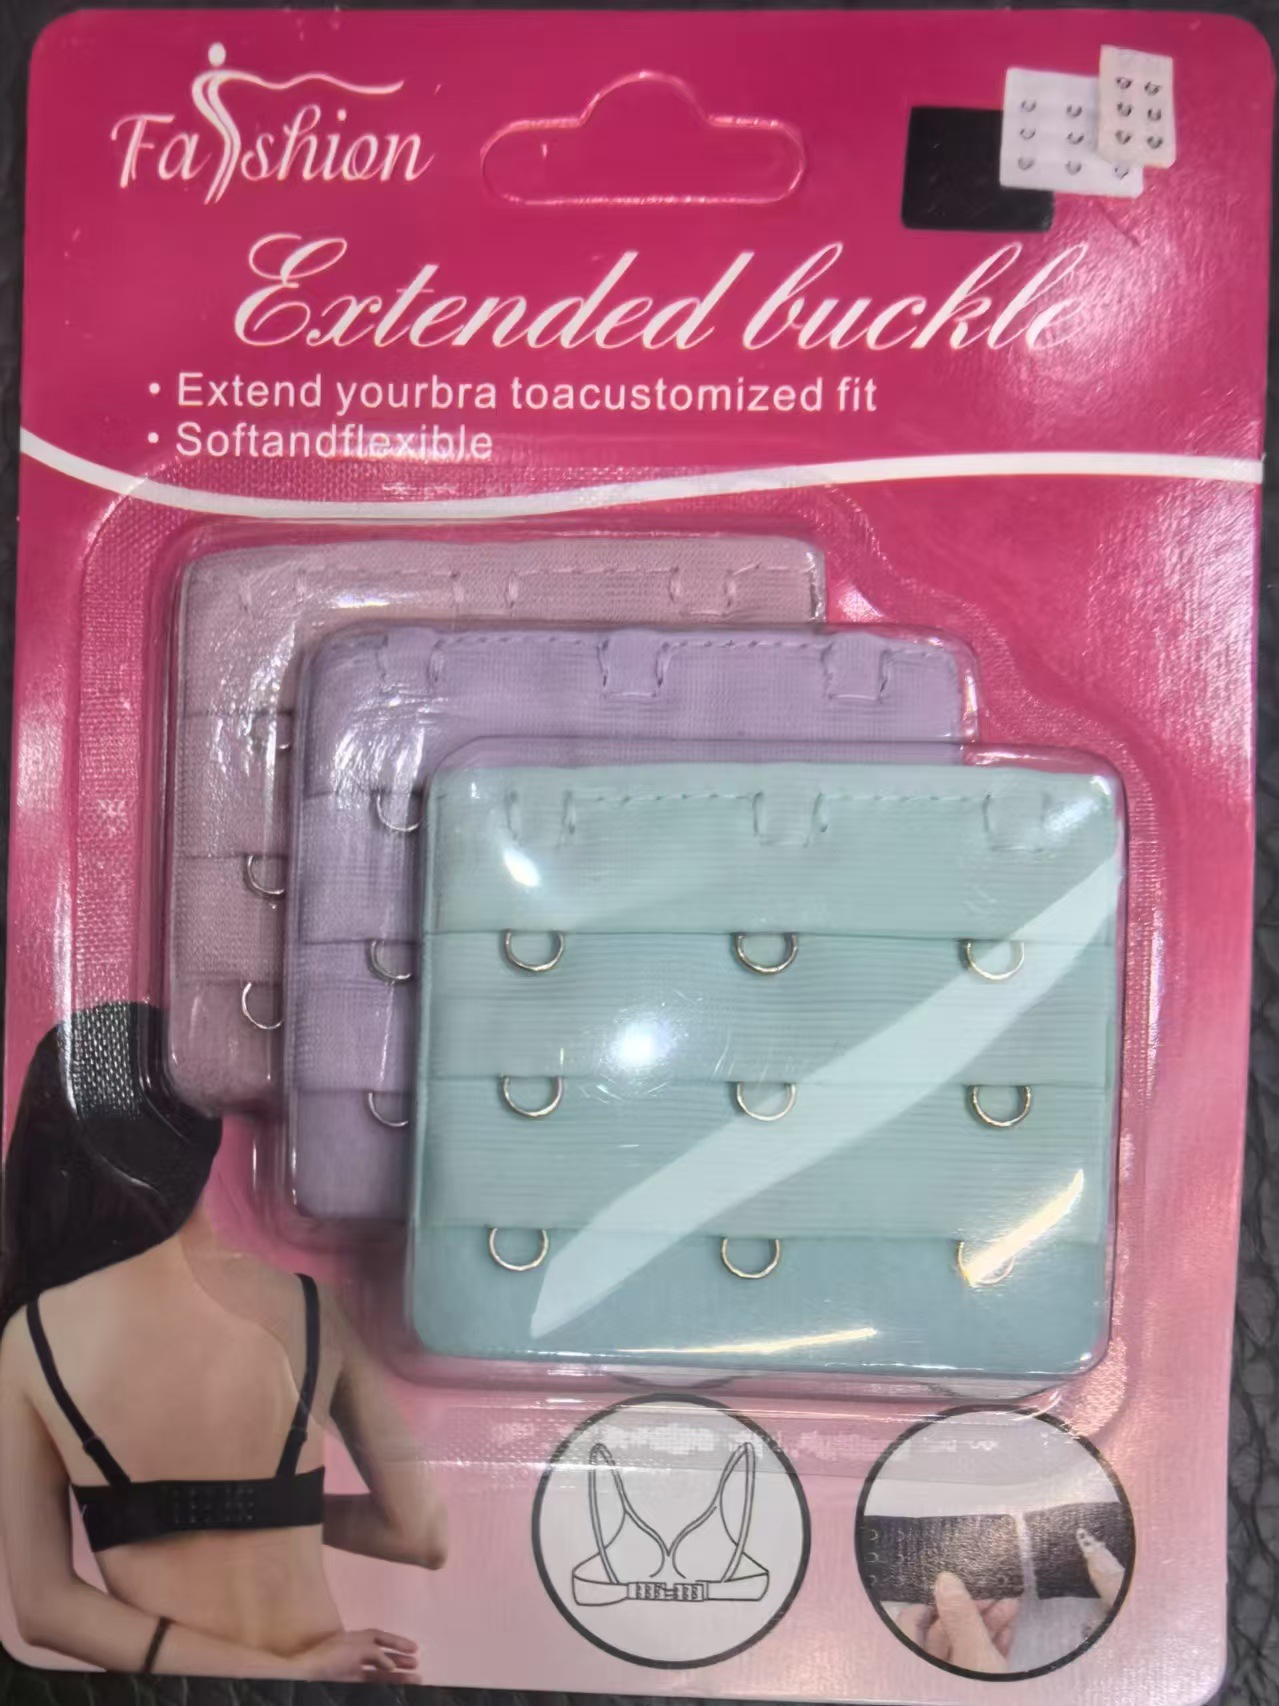 Fashion
Extended buckle
• Extend yourbra toacustomized fit
• Softandflexible